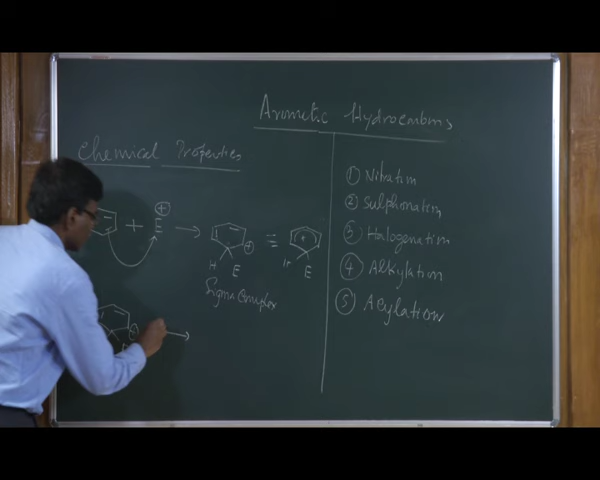 Aromatic Hydrocarbons
Chemical Properties
+ E +
H E
+
H
E
Sigma Complex
① Nitration
② Sulphonation
③ Halogenation
④ Alkylation
⑤ Acylation